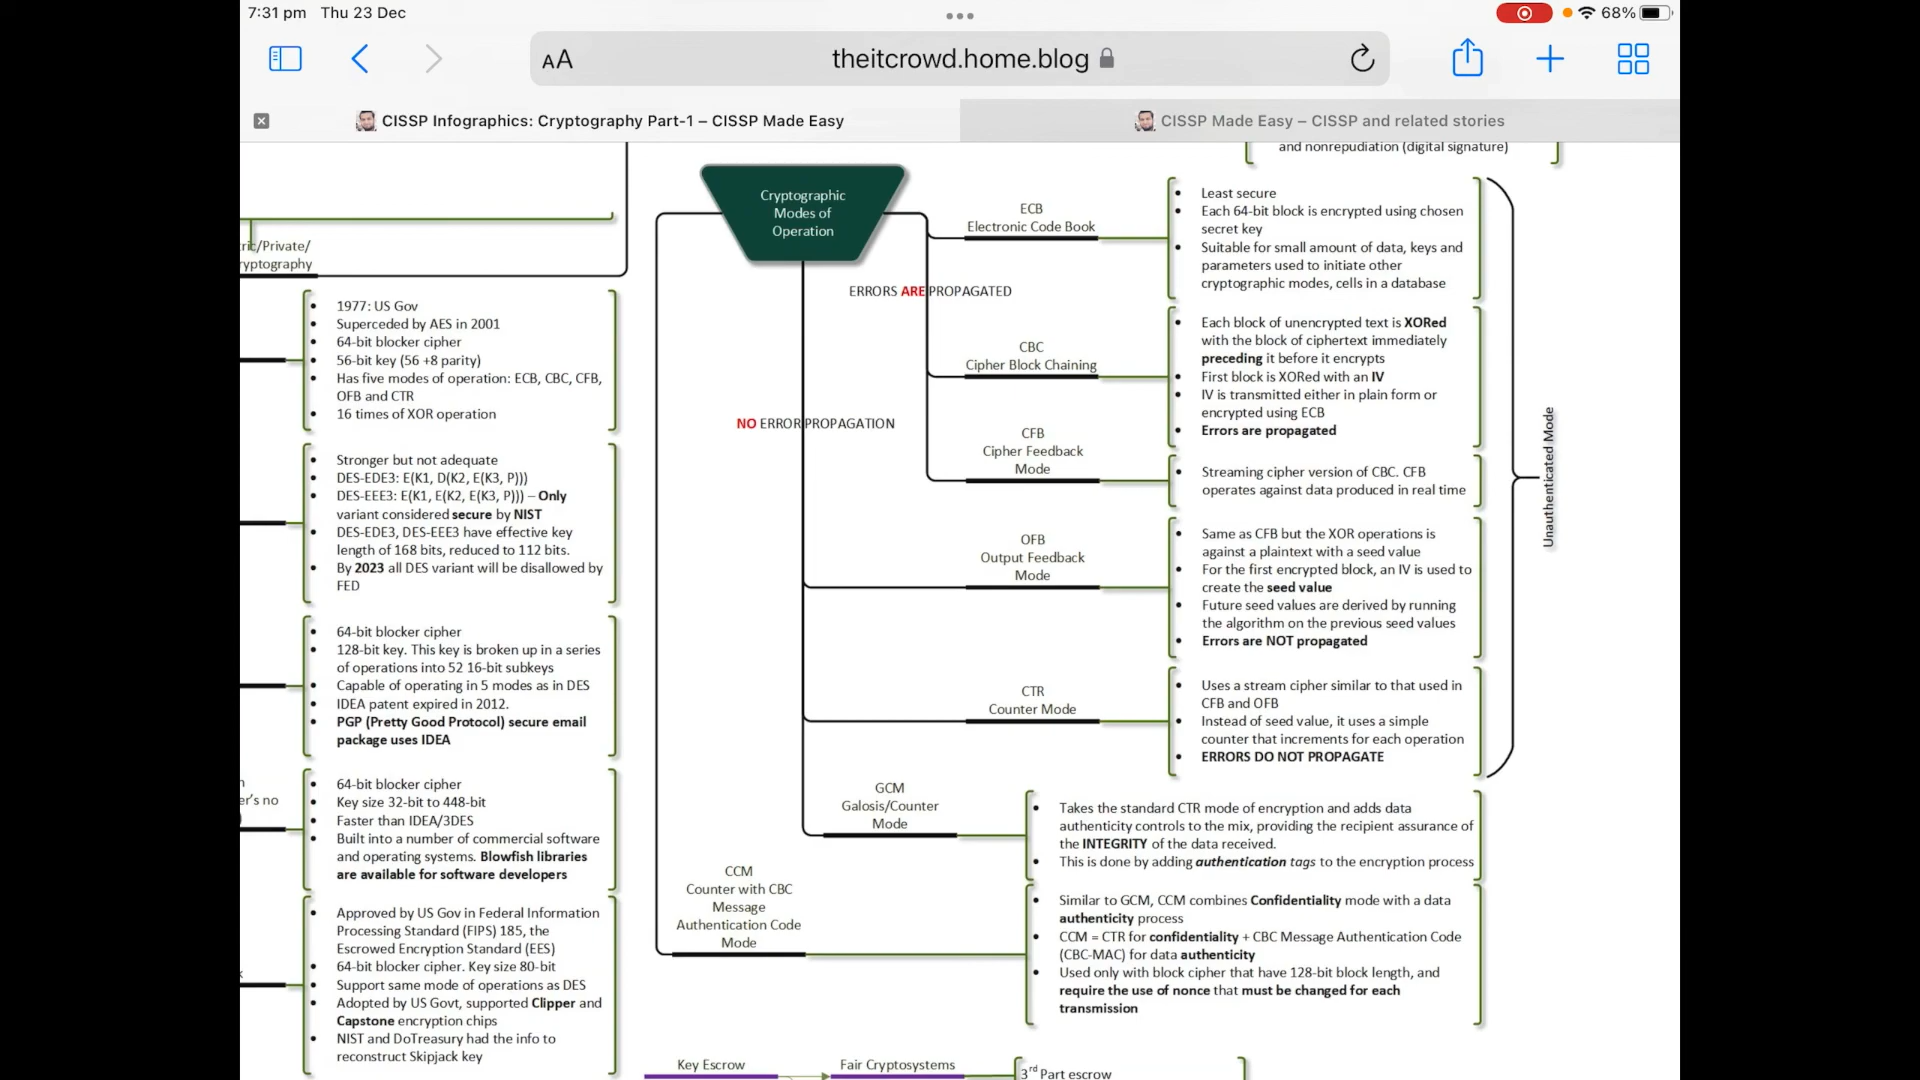 7:31 pm Thu 23 Dec
68%
AA
theitcrowd.home.blog
CISSP Infographics: Cryptography Part-1 – CISSP Made Easy
CISSP Made Easy – CISSP and related stories
and nonrepudiation (digital signature)
tric/Private/
ryptography
1977: US Gov
Superceded by AES in 2001
64-bit blocker cipher
56-bit key (56 +8 parity)
Has five modes of operation: ECB, CBC, CFB,
OFB and CTR
16 times of XOR operation
Stronger but not adequate
DES-EDE3: E(K1, D(K2, E(K3, P)))
DES-EEE3: E(K1, E(K2, E(K3, P))) – Only
variant considered secure by NIST
DES-EDE3, DES-EEE3 have effective key
length of 168 bits, reduced to 112 bits.
By 2023 all DES variant will be disallowed by
FED
64-bit blocker cipher
128-bit key. This key is broken up in a series
of operations into 52 16-bit subkeys
Capable of operating in 5 modes as in DES
IDEA patent expired in 2012.
PGP (Pretty Good Protocol) secure email
package uses IDEA
er's no
64-bit blocker cipher
Key size 32-bit to 448-bit
Faster than IDEA/3DES
Built into a number of commercial software
and operating systems. Blowfish libraries
are available for software developers
Approved by US Gov in Federal Information
Processing Standard (FIPS) 185, the
Escrowed Encryption Standard (EES)
64-bit blocker cipher. Key size 80-bit
Support same mode of operations as DES
Adopted by US Govt, supported Clipper and
Capstone encryption chips
NIST and DoTreasury had the info to
reconstruct Skipjack key
Cryptographic
Modes of
Operation
ERRORS ARE PROPAGATED
NO ERROR PROPAGATION
ECB
Electronic Code Book
Least secure
Each 64-bit block is encrypted using chosen
secret key
Suitable for small amount of data, keys and
parameters used to initiate other
cryptographic modes, cells in a database
CBC
Cipher Block Chaining
Each block of unencrypted text is XORed
with the block of ciphertext immediately
preceding it before it encrypts
First block is XORed with an IV
IV is transmitted either in plain form or
encrypted using ECB
Errors are propagated
CFB
Cipher Feedback
Mode
Streaming cipher version of CBC. CFB
operates against data produced in real time
OFB
Output Feedback
Mode
Same as CFB but the XOR operations is
against a plaintext with a seed value
For the first encrypted block, an IV is used to
create the seed value
Future seed values are derived by running
the algorithm on the previous seed values
Errors are NOT propagated
CTR
Counter Mode
Uses a stream cipher similar to that used in
CFB and OFB
Instead of seed value, it uses a simple
counter that increments for each operation
ERRORS DO NOT PROPAGATE
Unauthenticated Mode
GCM
Galosis/Counter
Mode
Takes the standard CTR mode of encryption and adds data
authenticity controls to the mix, providing the recipient assurance of
the INTEGRITY of the data received.
This is done by adding authentication tags to the encryption process
CCM
Counter with CBC
Message
Authentication Code
Mode
Similar to GCM, CCM combines Confidentiality mode with a data
authenticity process
CCM = CTR for confidentiality + CBC Message Authentication Code
(CBC-MAC) for data authenticity
Used only with block cipher that have 128-bit block length, and
require the use of nonce that must be changed for each
transmission
Key Escrow
Fair Cryptosystems
3rd Part escrow